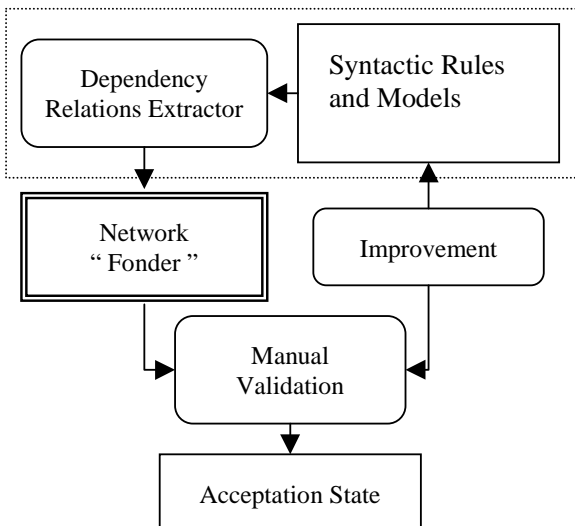 Dependency
Relations Extractor
Syntactic Rules
and Models
Network
“ Fonder ”
Improvement
Manual
Validation
Acceptation State